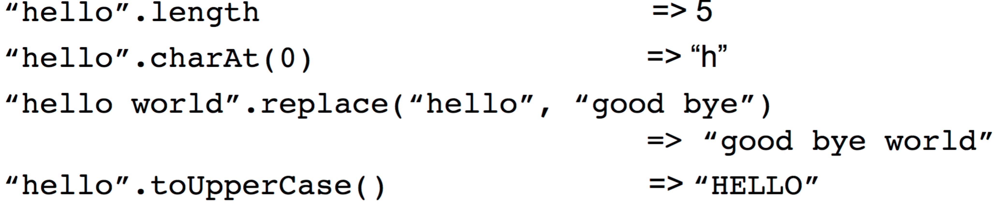 “hello”.length => 5
“hello”.charAt(0) => “h”
“hello world”.replace(“hello”, “good bye”)
=> “good bye world”
“hello”.toUpperCase() => “HELLO”